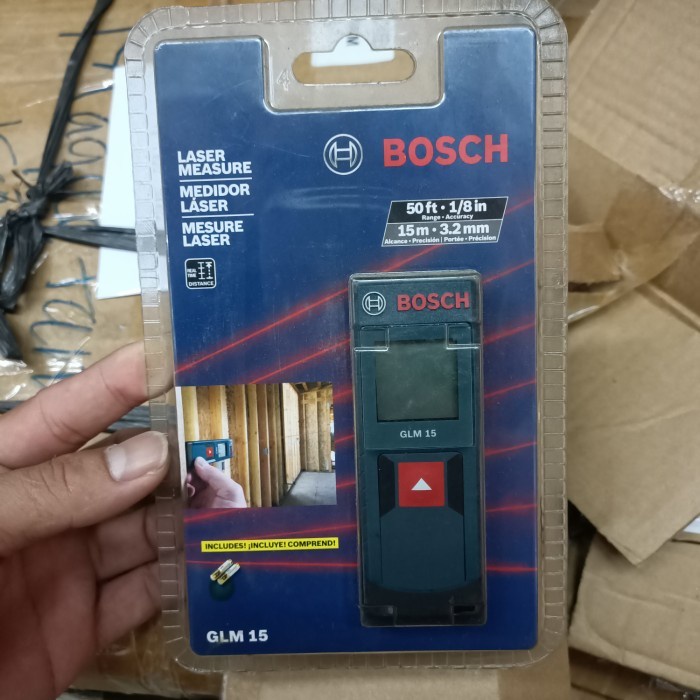 LASER
MEASURE
MEDIDOR
LÁSER
MESURE
LASER
REAL
TIME
DISTANCE
BOSCH
50 ft • 1/8 in
Range • Accuracy
15 m • 3.2 mm
Alcance • Precisión | Portée • Précision
BOSCH
GLM 15
INCLUDES! ¡INCLUYE! COMPREND!
GLM 15